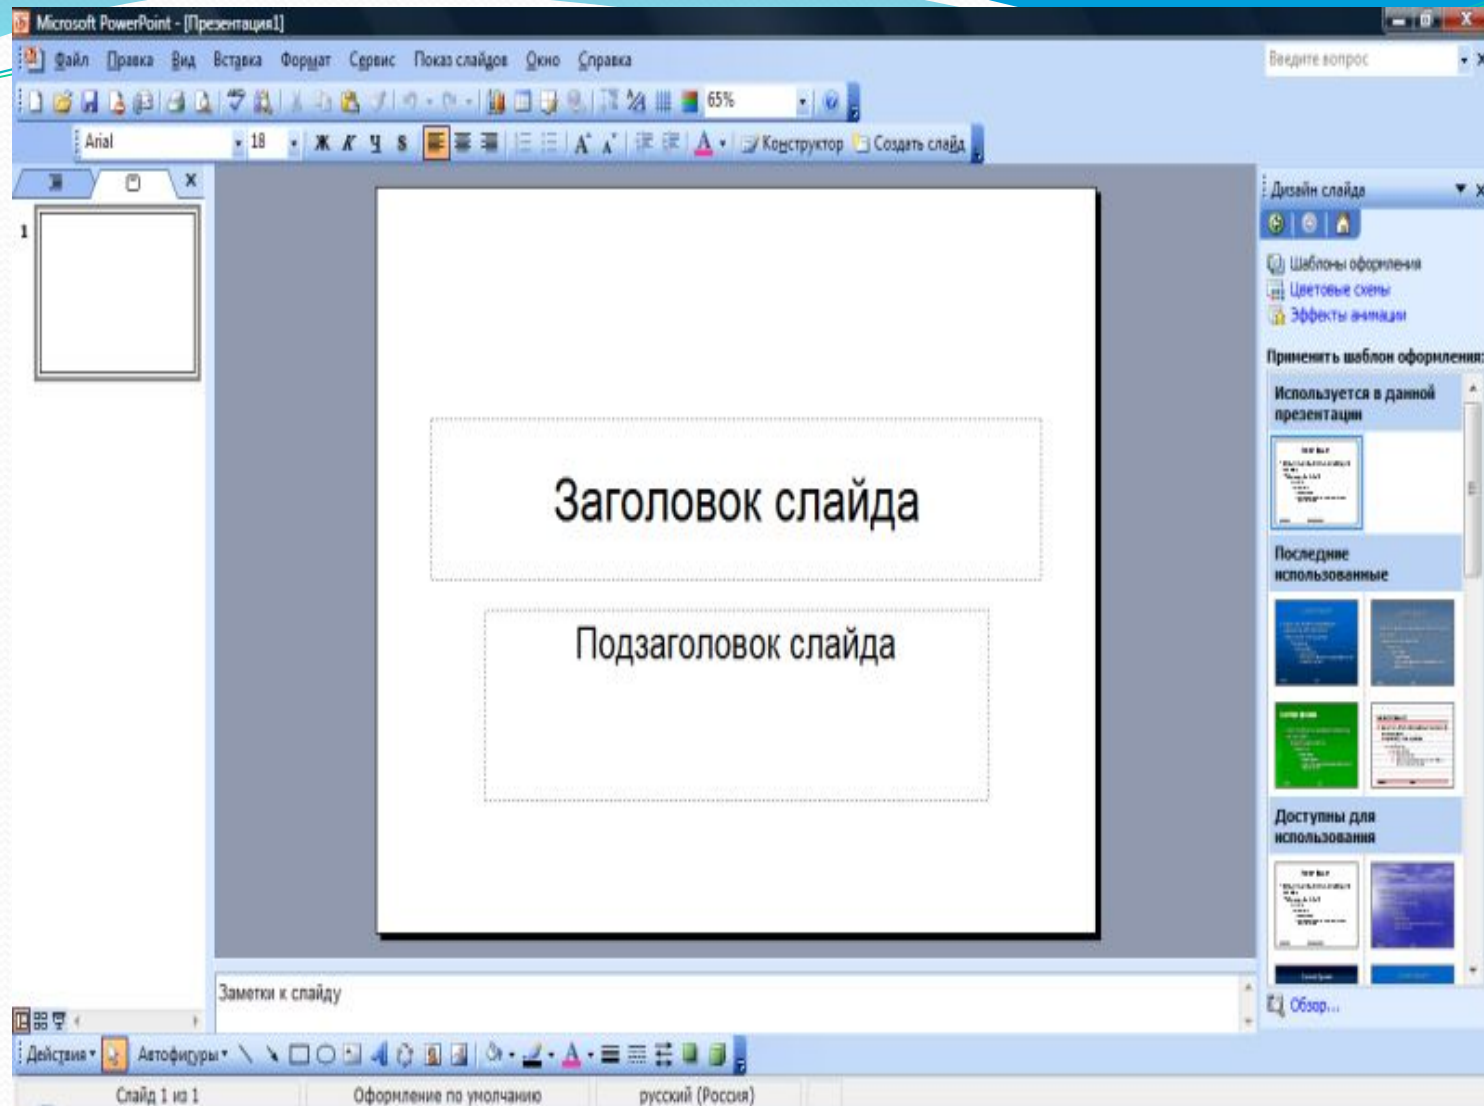 Microsoft PowerPoint - [Презентация1]
Файл Правка Вид Вставка Формат Сервис Показ слайдов Окно Справка
Введите вопрос
65%
Arial 18 Ж К Ч S Конструктор Создать слайд
Дизайн слайда
1
Шаблоны оформления
Цветовые схемы
Эффекты анимации
Применить шаблон оформления:
Используется в данной
презентации
Заголовок слайда
Подзаголовок слайда
Последние
использованные
Доступны для
использования
Заметки к слайду
Обзор...
Действия Автофигуры
Слайд 1 из 1 Оформление по умолчанию русский (Россия)